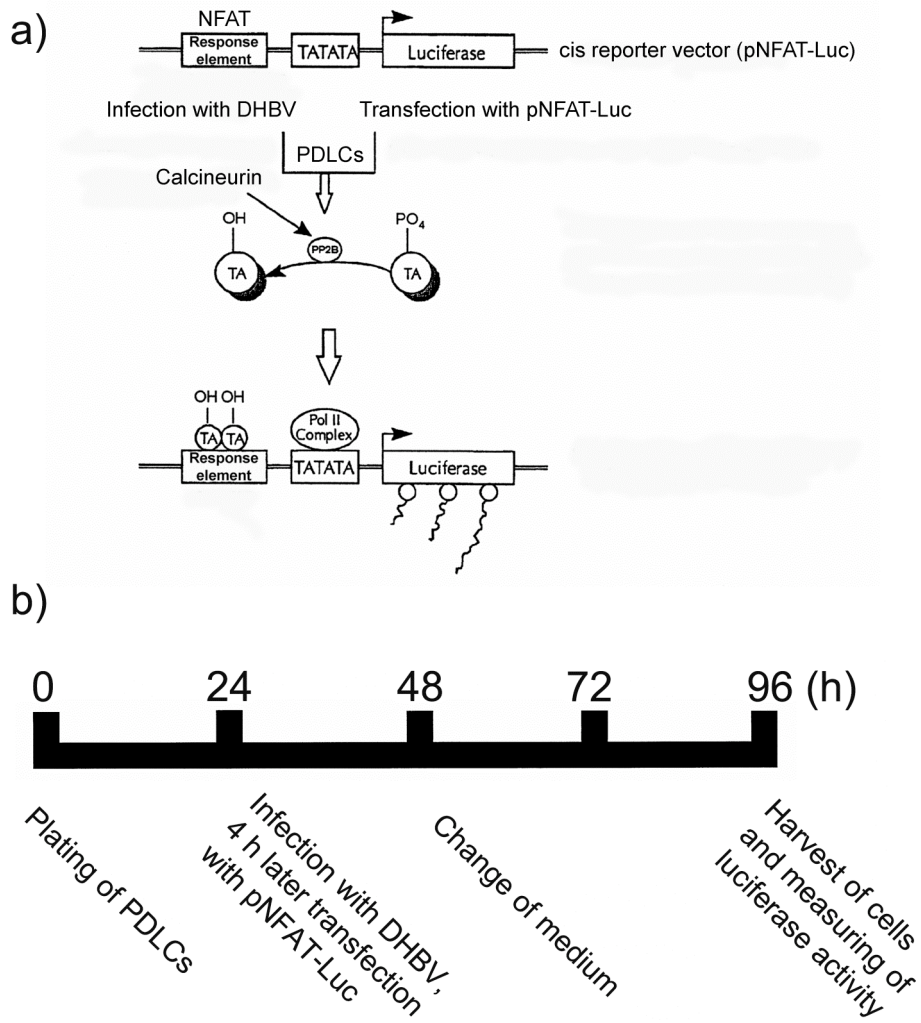 a)
NFAT
Response
element
TATATA
Luciferase
cis reporter vector (pNFAT-Luc)
Infection with DHBV
Transfection with pNFAT-Luc
PDLCs
Calcineurin
OH
PO4
PP2B
TA
TA
OH OH
TA TA
Pol II
Complex
Response
element
TATATA
Luciferase
b)
0 24 48 72 96 (h)
Plating of PDLCs
Infection with DHBV,
4 h later transfection
with pNFAT-Luc
Change of medium
Harvest of cells
and measuring of
luciferase activity